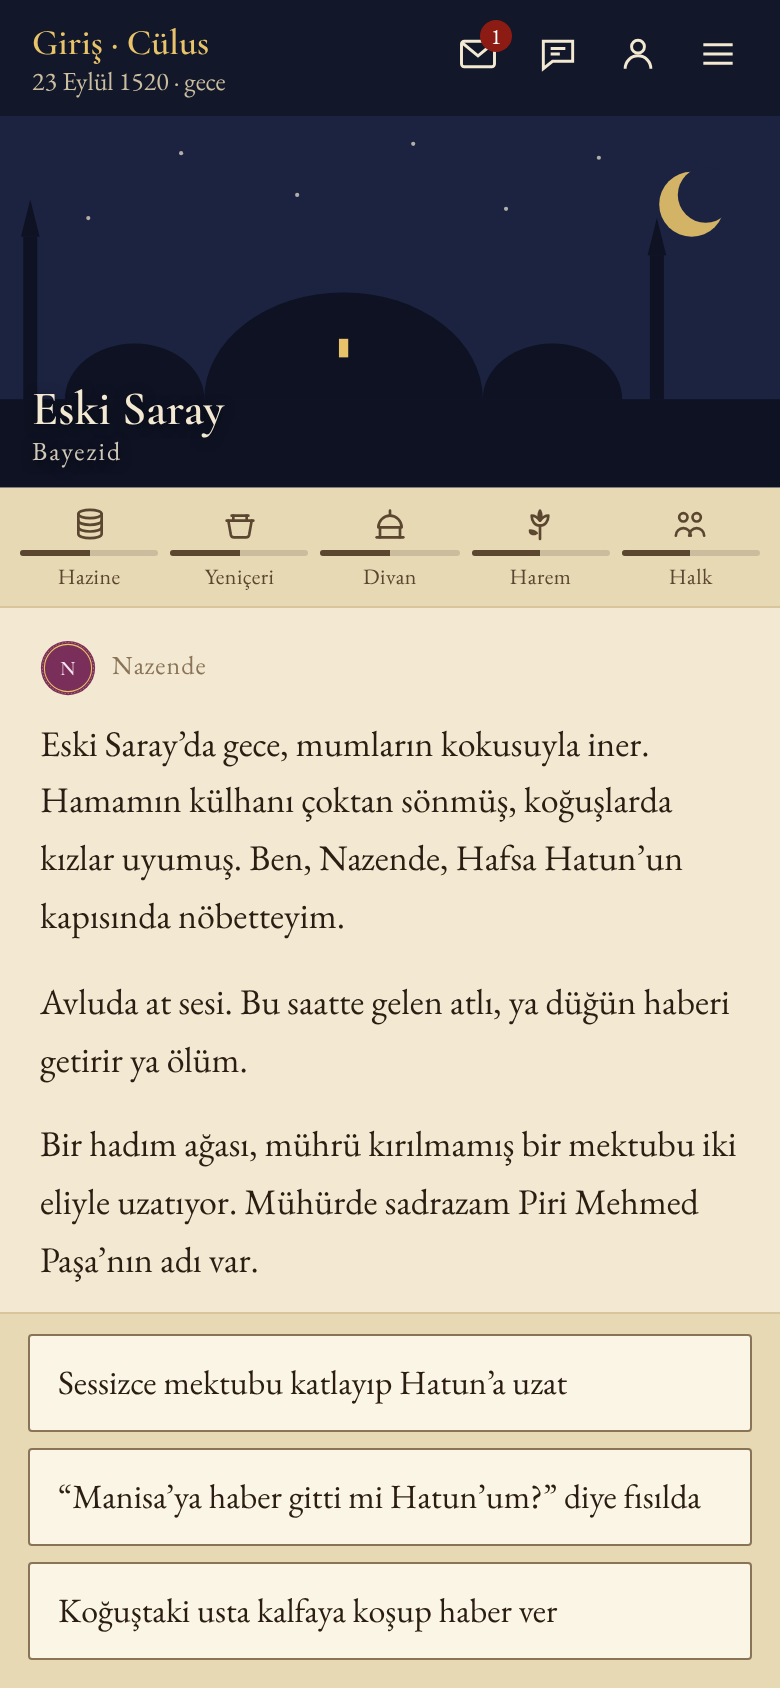 Giriş · Cülus
23 Eylül 1520 · gece
1
Eski Saray
Bayezid
Hazine
Yeniçeri
Divan
Harem
Halk
N
Nazende
Eski Saray’da gece, mumların kokusuyla iner.
Hamamın külhanı çoktan sönmüş, koğuşlarda
kızlar uyumuş. Ben, Nazende, Hafsa Hatun’un
kapısında nöbetteyim.
Avluda at sesi. Bu saatte gelen atlı, ya düğün haberi
getirir ya ölüm.
Bir hadım ağası, mührü kırılmamış bir mektubu iki
eliyle uzatıyor. Mühürde sadrazam Piri Mehmed
Paşa’nın adı var.
Sessizce mektubu katlayıp Hatun’a uzat
“Manisa’ya haber gitti mi Hatun’um?” diye fısılda
Koğuştaki usta kalfaya koşup haber ver